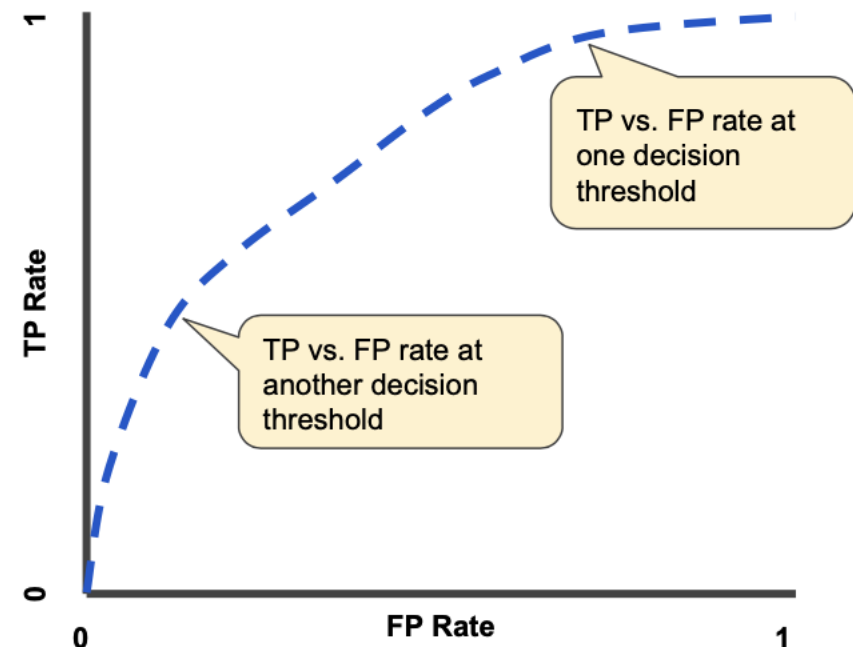 1
TP vs. FP rate at
one decision
threshold
TP Rate
TP vs. FP rate at
another decision
threshold
0
0
FP Rate
1